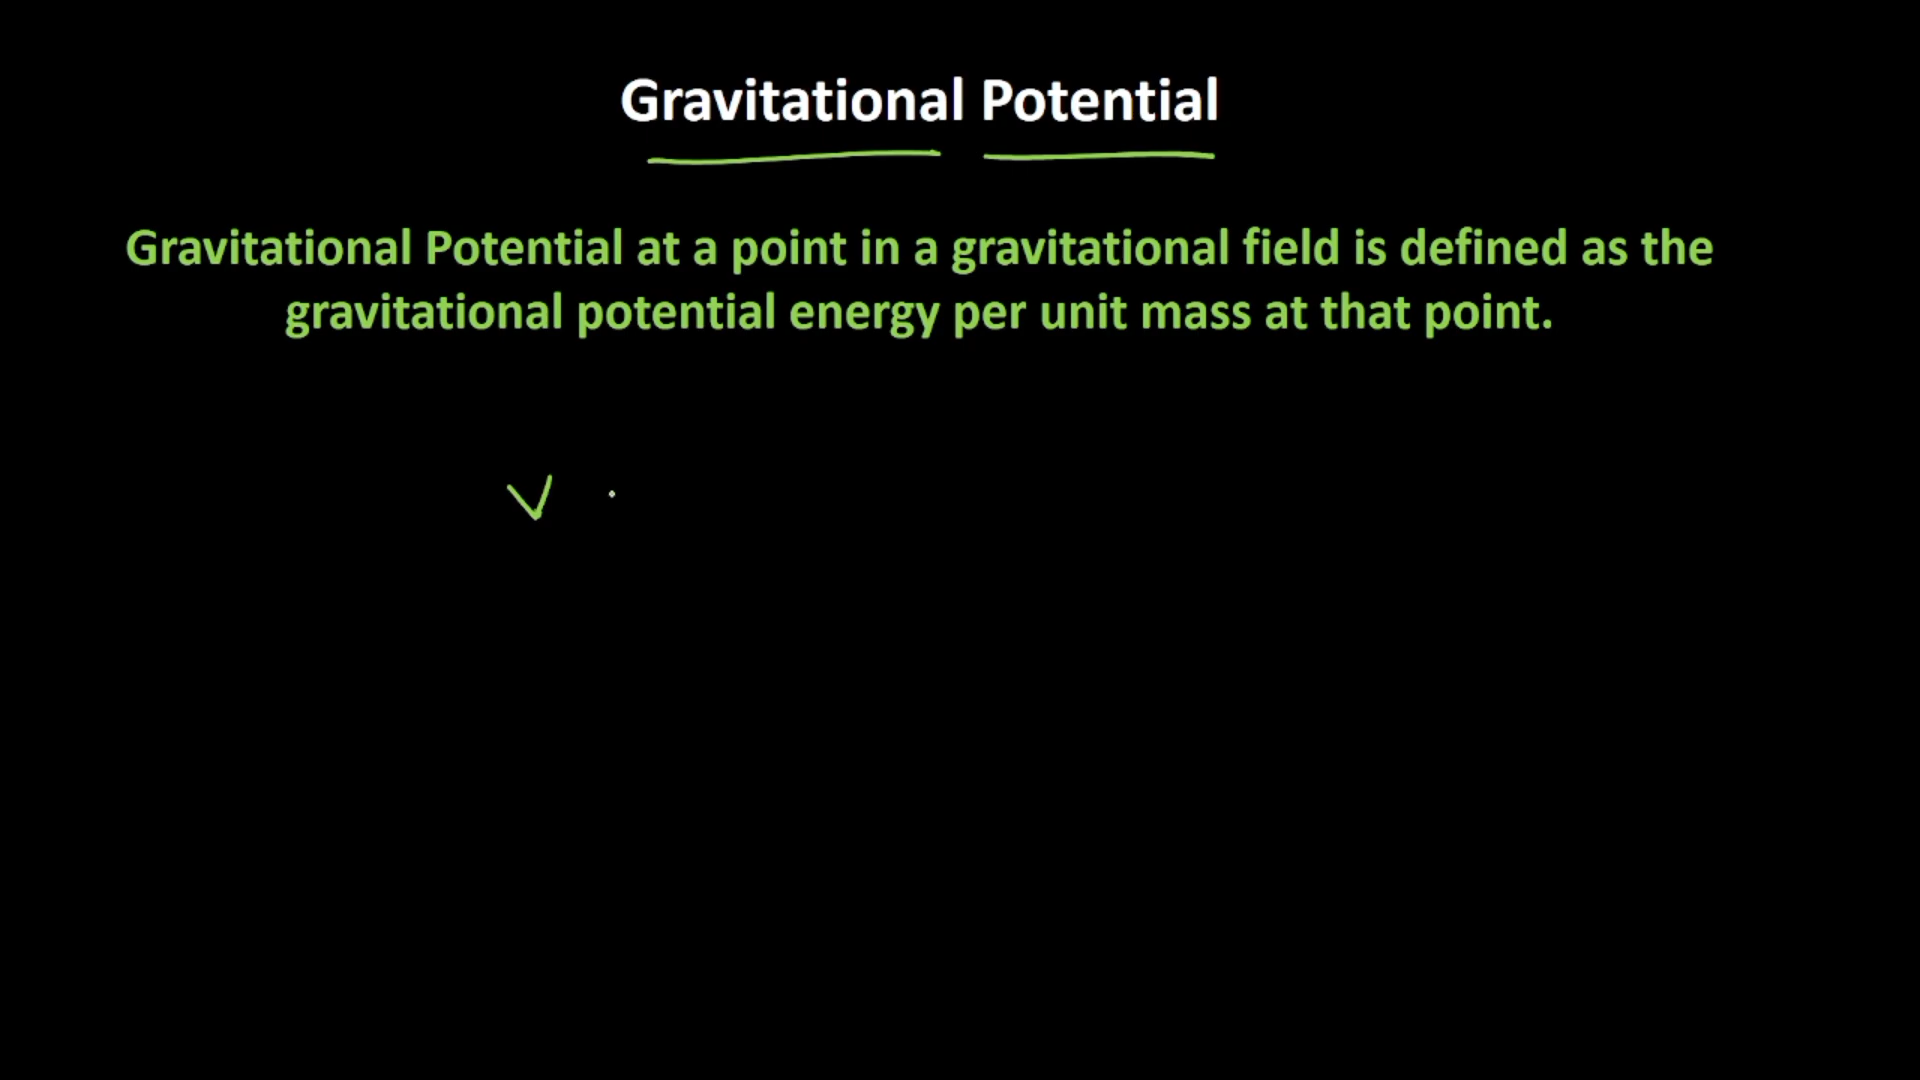 Gravitational Potential
Gravitational Potential at a point in a gravitational field is defined as the
gravitational potential energy per unit mass at that point.
V